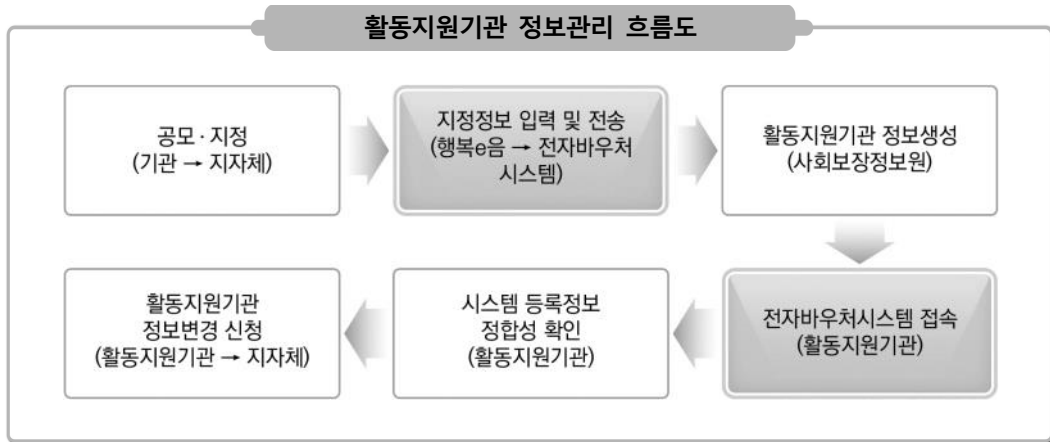 활동지원기관 정보관리 흐름도
공모·지정
(기관 → 지자체)
지정정보 입력 및 전송
(행복e음 → 전자바우처
시스템)
활동지원기관 정보생성
(사회보장정보원)
전자바우처시스템 접속
(활동지원기관)
시스템 등록정보
정합성 확인
(활동지원기관)
활동지원기관
정보변경 신청
(활동지원기관 → 지자체)